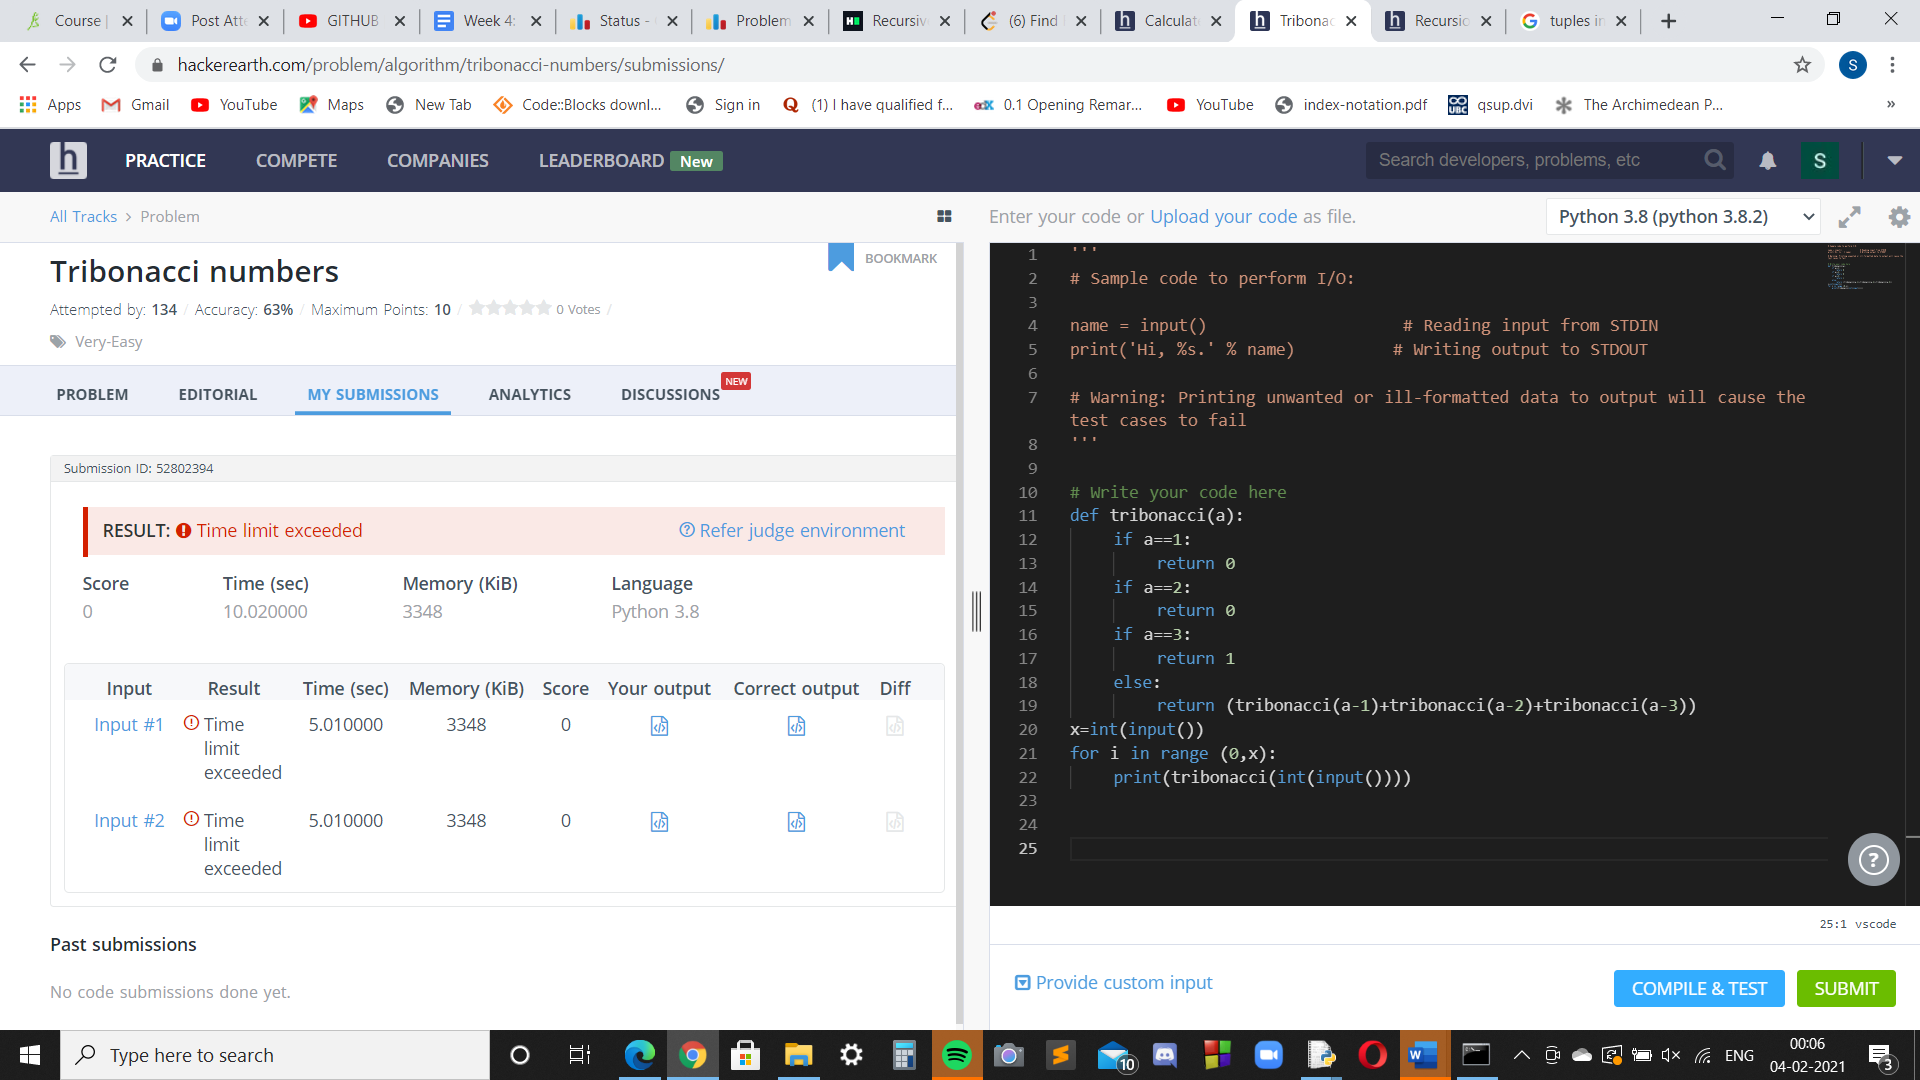 Course |
Post Atte
GITHUB
Week 4:
Status -
Problem
Recursiv
(6) Find
Calculat
Tribonac
Recursio
tuples in
hackerearth.com/problem/algorithm/tribonacci-numbers/submissions/
S
Apps
Gmail
YouTube
Maps
New Tab
Code::Blocks downl...
Sign in
(1) I have qualified f...
0.1 Opening Remar...
YouTube
index-notation.pdf
qsup.dvi
The Archimedean P...
»
h
PRACTICE
COMPETE
COMPANIES
LEADERBOARD New
Search developers, problems, etc
S
All Tracks > Problem
Enter your code or Upload your code as file.
Python 3.8 (python 3.8.2)
Tribonacci numbers
BOOKMARK
Attempted by: 134 / Accuracy: 63% / Maximum Points: 10 / 0 Votes /
Very-Easy
PROBLEM
EDITORIAL
MY SUBMISSIONS
ANALYTICS
DISCUSSIONS
NEW
Submission ID: 52802394
RESULT: Time limit exceeded
Refer judge environment
Score Time (sec) Memory (KiB) Language
0 10.020000 3348 Python 3.8
Input Result Time (sec) Memory (KiB) Score Your output Correct output Diff
Input #1 Time limit exceeded 5.010000 3348 0
Input #2 Time limit exceeded 5.010000 3348 0
Past submissions
No code submissions done yet.
1 '''
2 # Sample code to perform I/O:
3
4 name = input() # Reading input from STDIN
5 print('Hi, %s.' % name) # Writing output to STDOUT
6
7 # Warning: Printing unwanted or ill-formatted data to output will cause the
test cases to fail
8 '''
9
10 # Write your code here
11 def tribonacci(a):
12 if a==1:
13 return 0
14 if a==2:
15 return 0
16 if a==3:
17 return 1
18 else:
19 return (tribonacci(a-1)+tribonacci(a-2)+tribonacci(a-3))
20 x=int(input())
21 for i in range (0,x):
22 print(tribonacci(int(input())))
23
24
25
25:1 vscode
Provide custom input
COMPILE & TEST
SUBMIT
Type here to search
10
ENG
00:06
04-02-2021
3